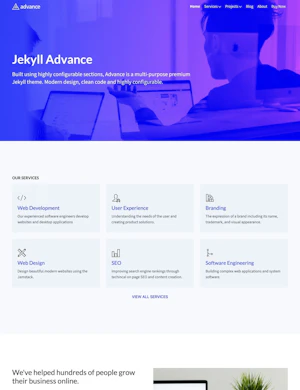 advance
Home Services Projects Blog About Buy Now
Jekyll Advance
Built using highly configurable sections, Advance is a multi-purpose premium
Jekyll theme. Modern design, clean code and highly configurable.
OUR SERVICES
Web Development
Our experienced software engineers develop
websites and desktop applications
User Experience
Understanding the needs of the user and
creating product solutions.
Branding
The expression of a brand including its name,
trademark, and visual appearance
Web Design
Design beautiful modern websites using the
Jamstack.
SEO
Improving search engine rankings through
technical on-page SEO and content creation.
Software Engineering
Building complex web applications and system
software.
VIEW ALL SERVICES
We've helped hundreds of people grow
their business online.